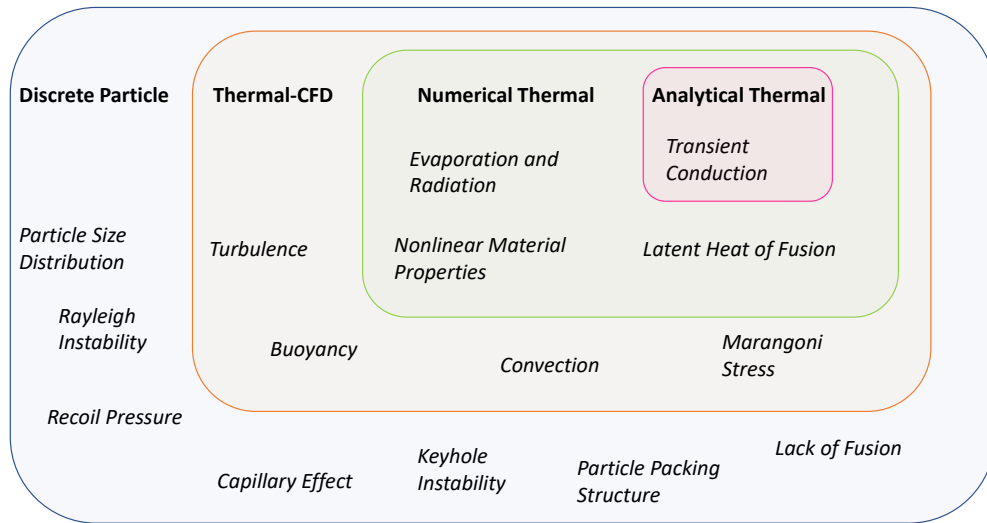 Discrete Particle
Thermal-CFD
Numerical Thermal
Analytical Thermal
Evaporation and
Radiation
Transient
Conduction
Particle Size
Distribution
Turbulence
Nonlinear Material
Properties
Latent Heat of Fusion
Rayleigh
Instability
Buoyancy
Convection
Marangoni
Stress
Recoil Pressure
Capillary Effect
Keyhole
Instability
Particle Packing
Structure
Lack of Fusion